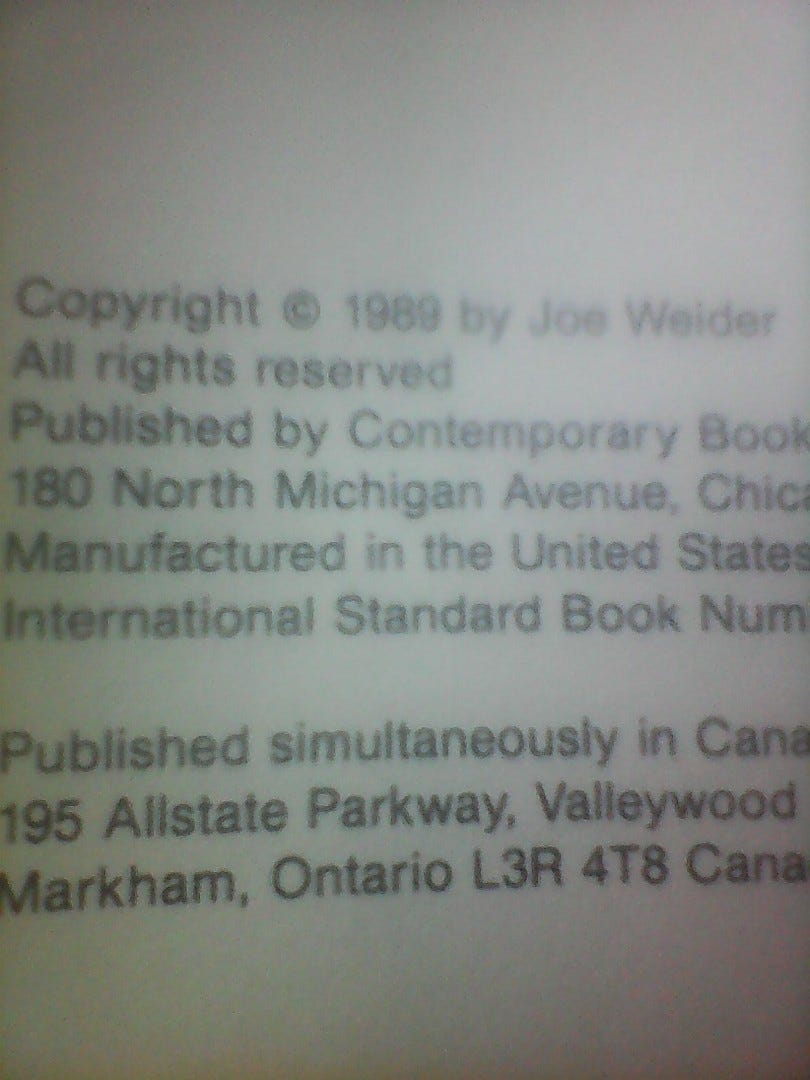 Copyright © 1989 by Joe Weider
All rights reserved
Published by Contemporary Book
180 North Michigan Avenue, Chica
Manufactured in the United States
International Standard Book Num
Published simultaneously in Cana
195 Allstate Parkway, Valleywood
Markham, Ontario L3R 4T8 Cana